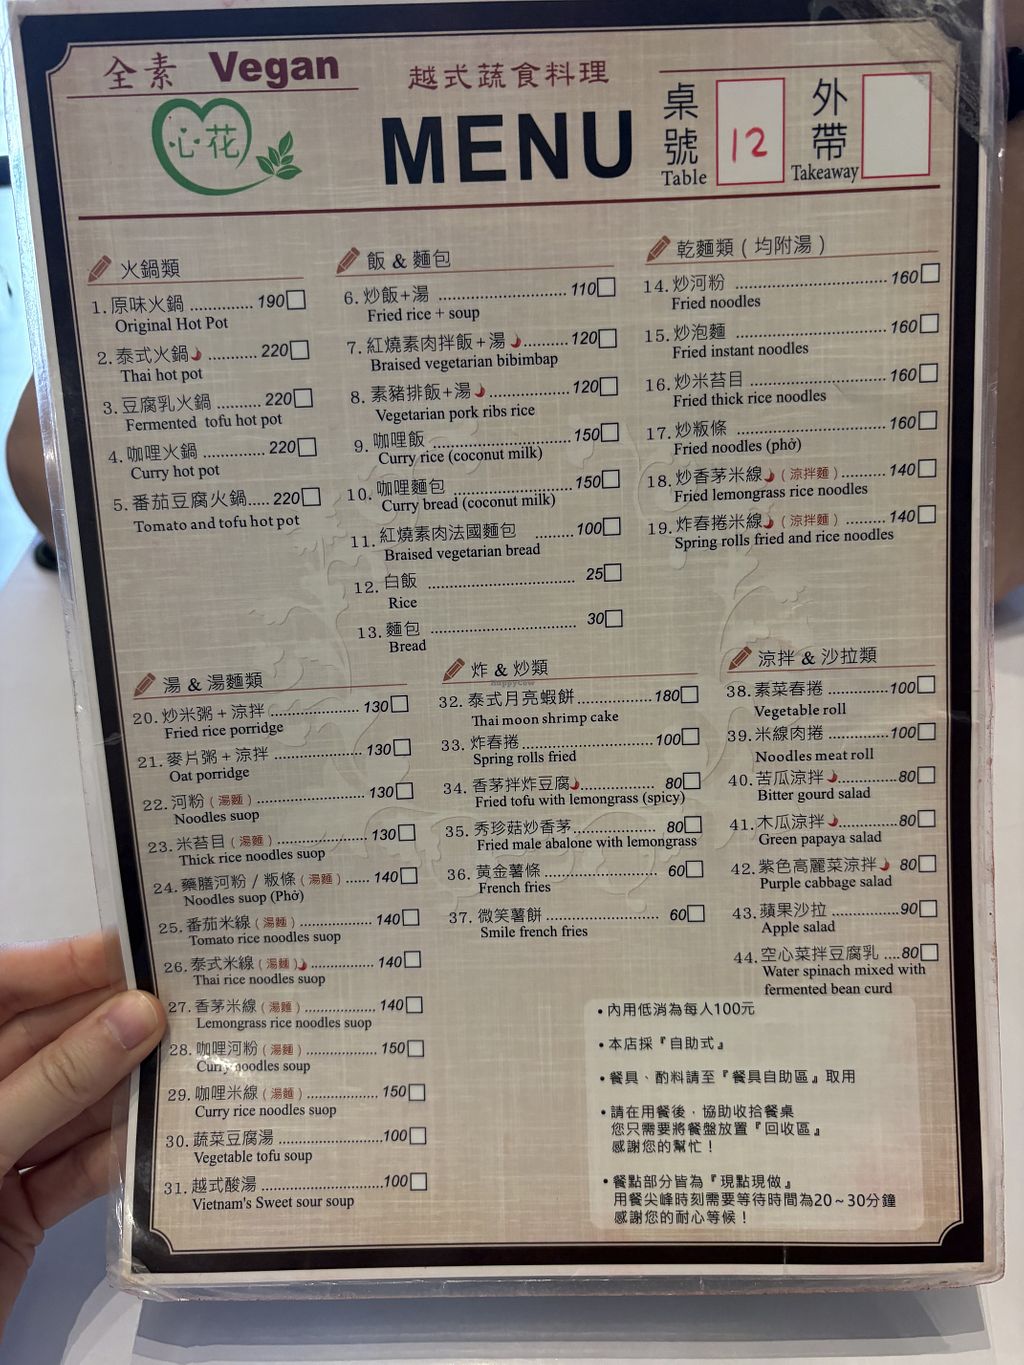 全素 Vegan
心花
越式蔬食料理
MENU
桌號
Table
12
外帶
Takeaway
火鍋類
1. 原味火鍋 ............ 190
Original Hot Pot
2. 泰式火鍋 .......... 220
Thai hot pot
3. 豆腐乳火鍋 ......... 220
Fermented tofu hot pot
4. 咖哩火鍋 ............. 220
Curry hot pot
5. 番茄豆腐火鍋..... 220
Tomato and tofu hot pot
飯 & 麵包
6. 炒飯+湯 .......................... 110
Fried rice + soup
7. 紅燒素肉拌飯+湯 .......... 120
Braised vegetarian bibimbap
8. 素豬排飯+湯 ................. 120
Vegetarian pork ribs rice
9. 咖哩飯 ............................. 150
Curry rice (coconut milk)
10. 咖哩麵包 ......................... 150
Curry bread (coconut milk)
11. 紅燒素肉法國麵包 .......... 100
Braised vegetarian bread
12. 白飯 ................................ 25
Rice
13. 麵包 ................................ 30
Bread
乾麵類 ( 均附湯 )
14. 炒河粉 .................................. 160
Fried noodles
15. 炒泡麵 .................................. 160
Fried instant noodles
16. 炒米苔目 .............................. 160
Fried thick rice noodles
17. 炒粄條 .................................. 160
Fried noodles (phở)
18. 炒香茅米線 ( 涼拌麵 ) ......... 140
Fried lemongrass rice noodles
19. 炸春捲米線 ( 涼拌麵 ) ......... 140
Spring rolls fried and rice noodles
湯 & 湯麵類
20. 炒米粥 + 涼拌 ..................... 130
Fried rice porridge
21. 麥片粥 + 涼拌 ..................... 130
Oat porridge
22. 河粉 ( 湯麵 ) ........................ 130
Noodles suop
23. 米苔目 ( 湯麵 ) .................... 130
Thick rice noodles suop
24. 藥膳河粉 / 粄條 ( 湯麵 ) ...... 140
Noodles suop (Phở)
25. 番茄米線 ( 湯麵 ) ................. 140
Tomato rice noodles suop
26. 泰式米線 ( 湯麵 ) ................ 140
Thai rice noodles suop
27. 香茅米線 ( 湯麵 ) ................. 140
Lemongrass rice noodles suop
28. 咖哩河粉 ( 湯麵 ) ................. 150
Curry noodles soup
29. 咖哩米線 ( 湯麵 ) ................. 150
Curry rice noodles suop
30. 蔬菜豆腐湯 .........................100
Vegetable tofu soup
31. 越式酸湯 .............................100
Vietnam's Sweet sour soup
炸 & 炒類
32. 泰式月亮蝦餅 .................... 180
Thai moon shrimp cake
33. 炸春捲 ................................ 100
Spring rolls fried
34. 香茅拌炸豆腐 .................... 80
Fried tofu with lemongrass (spicy)
35. 秀珍菇炒香茅 .................... 80
Fried male abalone with lemongrass
36. 黃金薯條 ............................ 60
French fries
37. 微笑薯餅 ............................ 60
Smile french fries
HappyCow
涼拌 & 沙拉類
38. 素菜春捲 ................ 100
Vegetable roll
39. 米線肉捲 ................ 100
Noodles meat roll
40. 苦瓜涼拌 ................ 80
Bitter gourd salad
41. 木瓜涼拌 ................ 80
Green papaya salad
42. 紫色高麗菜涼拌 80
Purple cabbage salad
43. 蘋果沙拉 ................. 90
Apple salad
44. 空心菜拌豆腐乳 ....80
Water spinach mixed with
fermented bean curd
• 內用低消為每人100元
• 本店採『自助式』
• 餐具、酌料請至『餐具自助區』取用
• 請在用餐後，協助收拾餐桌
您只需要將餐盤放置『回收區』
感謝您的幫忙！
• 餐點部分皆為『現點現做』
用餐尖峰時刻需要等待時間為20～30分鐘
感謝您的耐心等候！